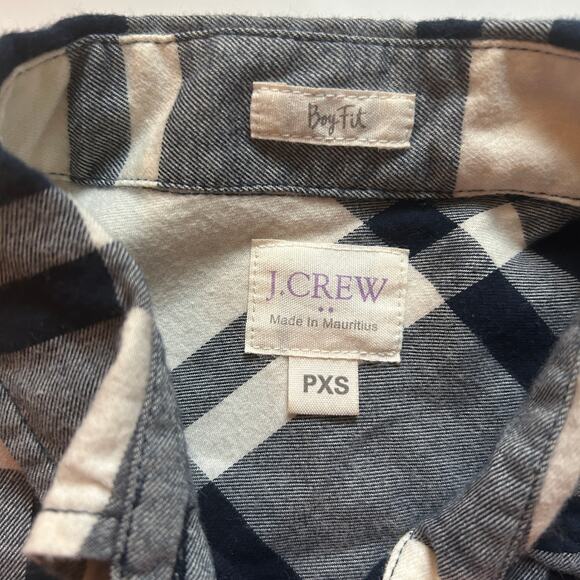 Boy Fit
J.CREW
Made In Mauritius
PXS